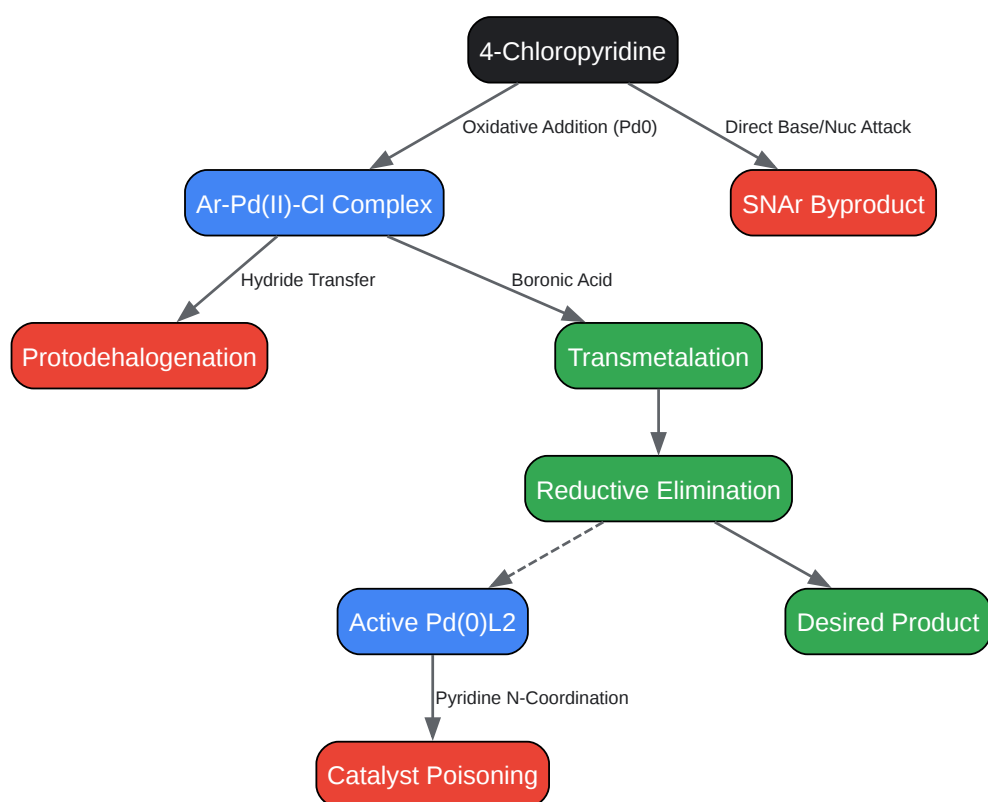 4-Chloropyridine
Oxidative Addition (Pd0)
Direct Base/Nuc Attack
Ar-Pd(II)-Cl Complex
SNAr Byproduct
Hydride Transfer
Boronic Acid
Protodehalogenation
Transmetalation
Reductive Elimination
Active Pd(0)L2
Desired Product
Pyridine N-Coordination
Catalyst Poisoning